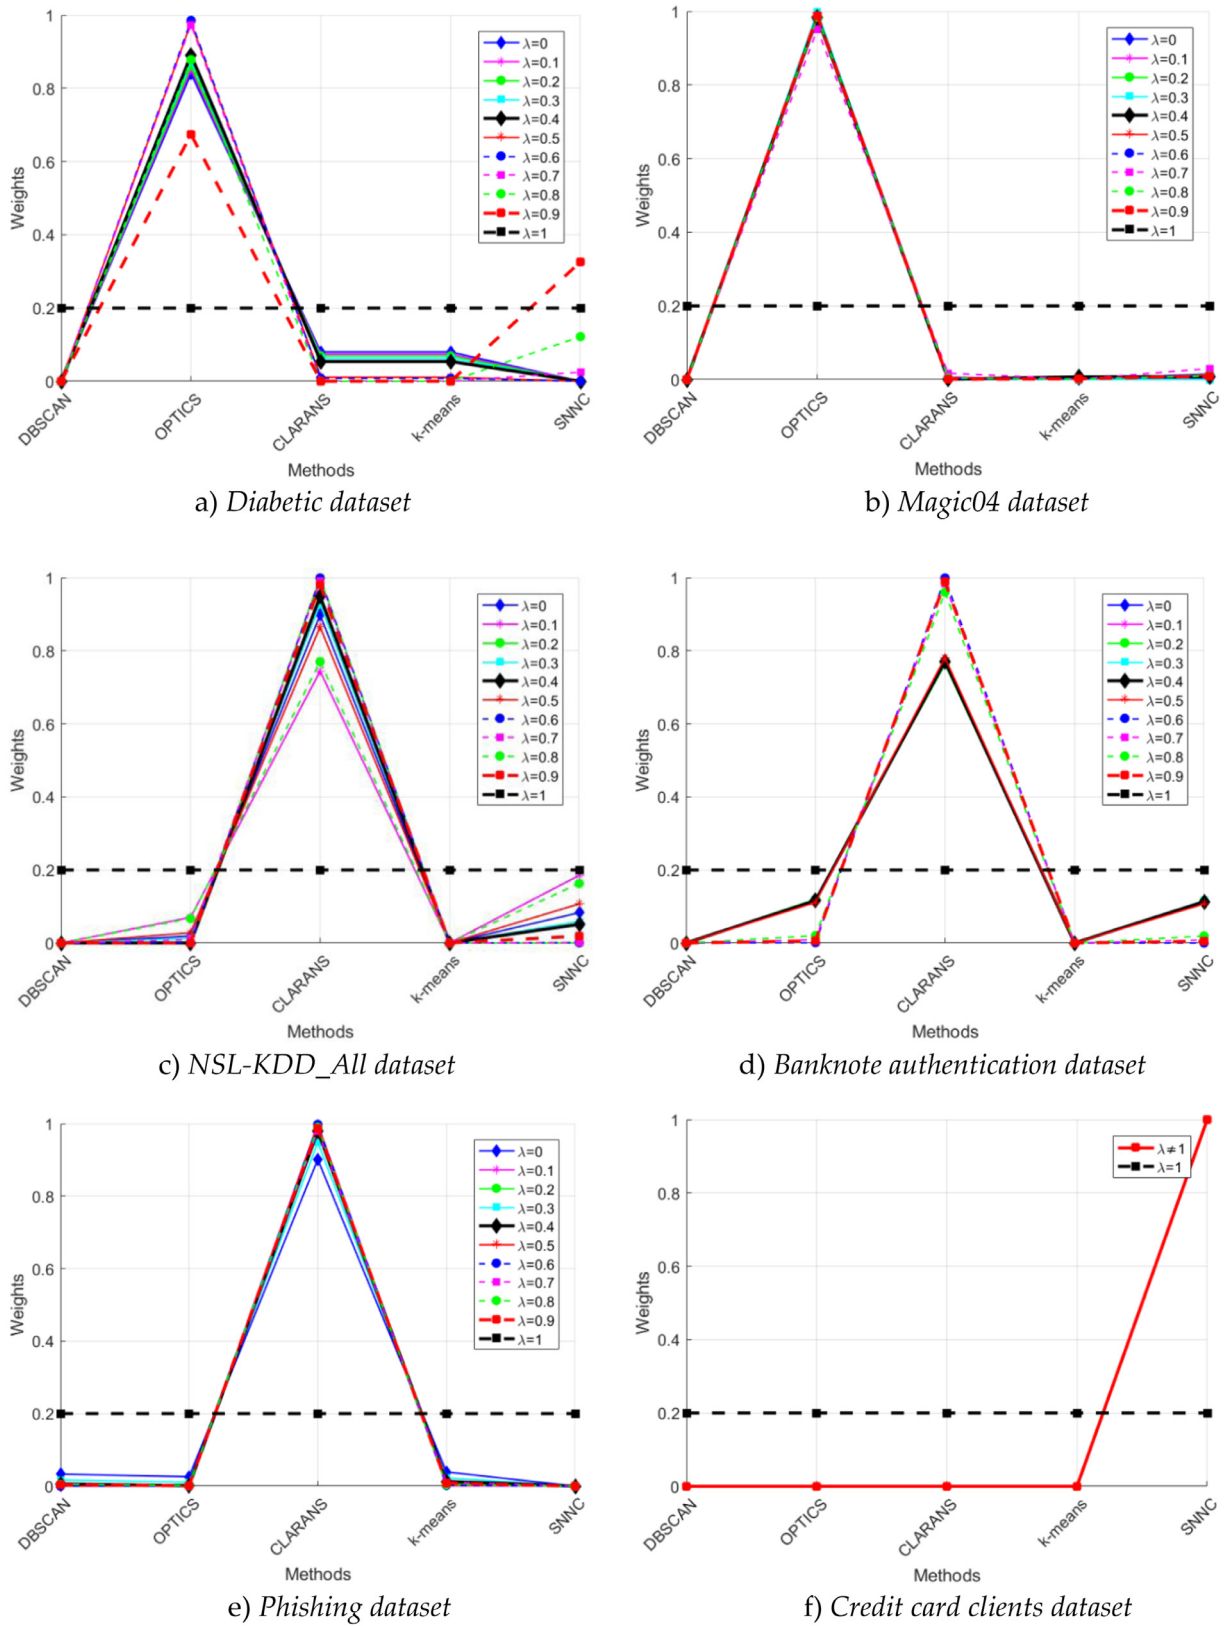 1
0.8
0.6
0.4
0.2
0
Weights
λ=0
λ=0.1
λ=0.2
λ=0.3
λ=0.4
λ=0.5
λ=0.6
λ=0.7
λ=0.8
λ=0.9
λ=1
DBSCAN
OPTICS
CLARANS
k-means
SNNC
Methods
a) Diabetic dataset
1
0.8
0.6
0.4
0.2
0
Weights
λ=0
λ=0.1
λ=0.2
λ=0.3
λ=0.4
λ=0.5
λ=0.6
λ=0.7
λ=0.8
λ=0.9
λ=1
DBSCAN
OPTICS
CLARANS
k-means
SNNC
Methods
b) Magic04 dataset
1
0.8
0.6
0.4
0.2
0
Weights
λ=0
λ=0.1
λ=0.2
λ=0.3
λ=0.4
λ=0.5
λ=0.6
λ=0.7
λ=0.8
λ=0.9
λ=1
DBSCAN
OPTICS
CLARANS
k-means
SNNC
Methods
c) NSL-KDD_All dataset
1
0.8
0.6
0.4
0.2
0
Weights
λ=0
λ=0.1
λ=0.2
λ=0.3
λ=0.4
λ=0.5
λ=0.6
λ=0.7
λ=0.8
λ=0.9
λ=1
DBSCAN
OPTICS
CLARANS
k-means
SNNC
Methods
d) Banknote authentication dataset
1
0.8
0.6
0.4
0.2
0
Weights
λ=0
λ=0.1
λ=0.2
λ=0.3
λ=0.4
λ=0.5
λ=0.6
λ=0.7
λ=0.8
λ=0.9
λ=1
DBSCAN
OPTICS
CLARANS
k-means
SNNC
Methods
e) Phishing dataset
1
0.8
0.6
0.4
0.2
0
Weights
λ≠1
λ=1
DBSCAN
OPTICS
CLARANS
k-means
SNNC
Methods
f) Credit card clients dataset